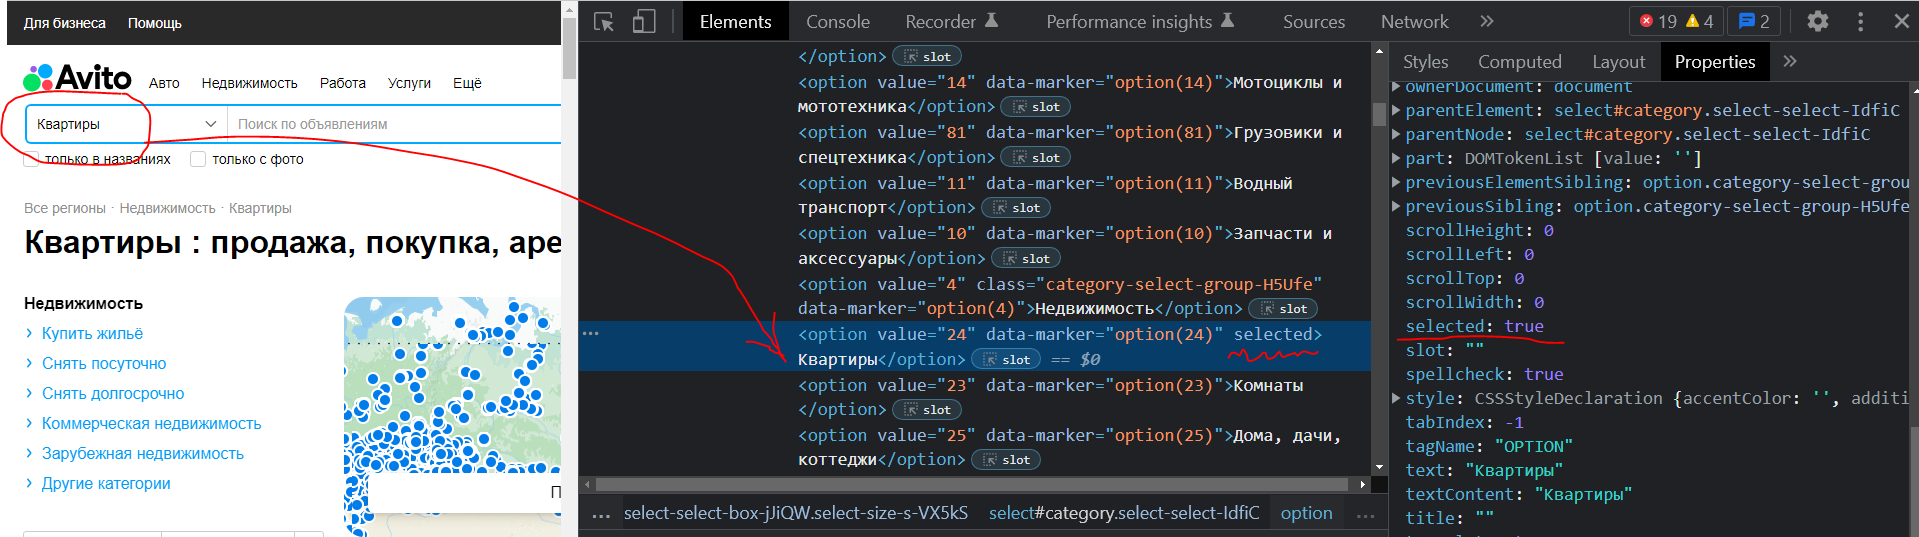 Для бизнеса Помощь
Avito Авто Недвижимость Работа Услуги Ещё
Квартиры Поиск по объявлениям
только в названиях только с фото
Все регионы · Недвижимость · Квартиры
Квартиры : продажа, покупка, аре
Недвижимость
› Купить жильё
› Снять посуточно
› Снять долгосрочно
› Коммерческая недвижимость
› Зарубежная недвижимость
› Другие категории
П
Elements Console Recorder Performance insights Sources Network » 19 4 2
</option> slot
<option value="14" data-marker="option(14)">Мотоциклы и
мототехника</option> slot
<option value="81" data-marker="option(81)">Грузовики и
спецтехника</option> slot
<option value="11" data-marker="option(11)">Водный
транспорт</option> slot
<option value="10" data-marker="option(10)">Запчасти и
аксессуары</option> slot
<option value="4" class="category-select-group-H5Ufe"
data-marker="option(4)">Недвижимость</option> slot
… <option value="24" data-marker="option(24)" selected>
Квартиры</option> slot == $0
<option value="23" data-marker="option(23)">Комнаты
</option> slot
<option value="25" data-marker="option(25)">Дома, дачи,
коттеджи</option> slot
… select-select-box-jJiQW.select-size-s-VX5kS select#category.select-select-IdfiC option …
Styles Computed Layout Properties »
ownerDocument: document
parentElement: select#category.select-select-IdfiC
parentNode: select#category.select-select-IdfiC
part: DOMTokenList [value: '']
previousElementSibling: option.category-select-grou
previousSibling: option.category-select-group-H5Ufe
scrollHeight: 0
scrollLeft: 0
scrollTop: 0
scrollWidth: 0
selected: true
slot: ""
spellcheck: true
style: CSSStyleDeclaration {accentColor: '', additi
tabIndex: -1
tagName: "OPTION"
text: "Квартиры"
textContent: "Квартиры"
title: ""